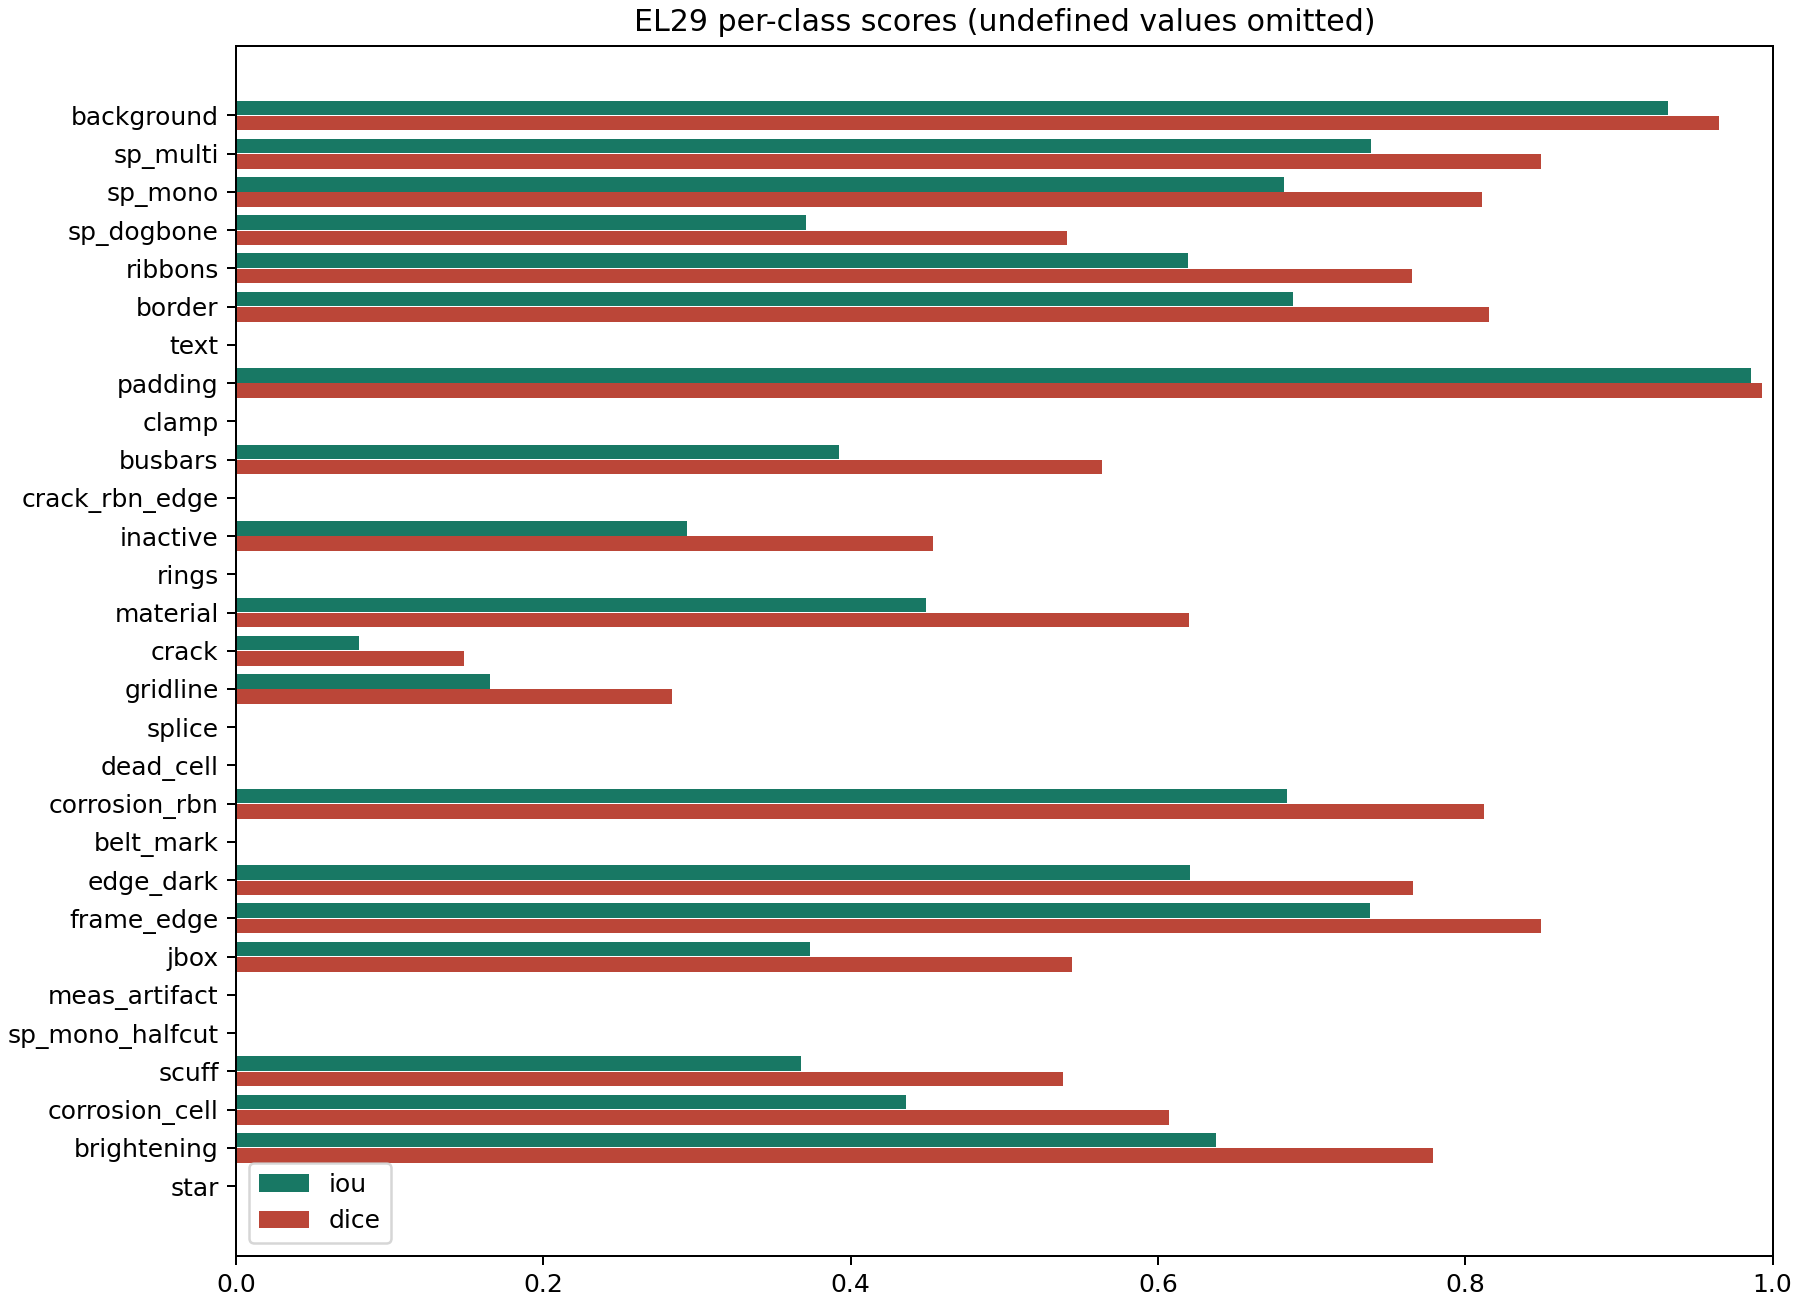 EL29 per-class scores (undefined values omitted)
background
sp_multi
sp_mono
sp_dogbone
ribbons
border
text
padding
clamp
busbars
crack_rbn_edge
inactive
rings
material
crack
gridline
splice
dead_cell
corrosion_rbn
belt_mark
edge_dark
frame_edge
jbox
meas_artifact
sp_mono_halfcut
scuff
corrosion_cell
brightening
star
iou
dice
0.0 0.2 0.4 0.6 0.8 1.0